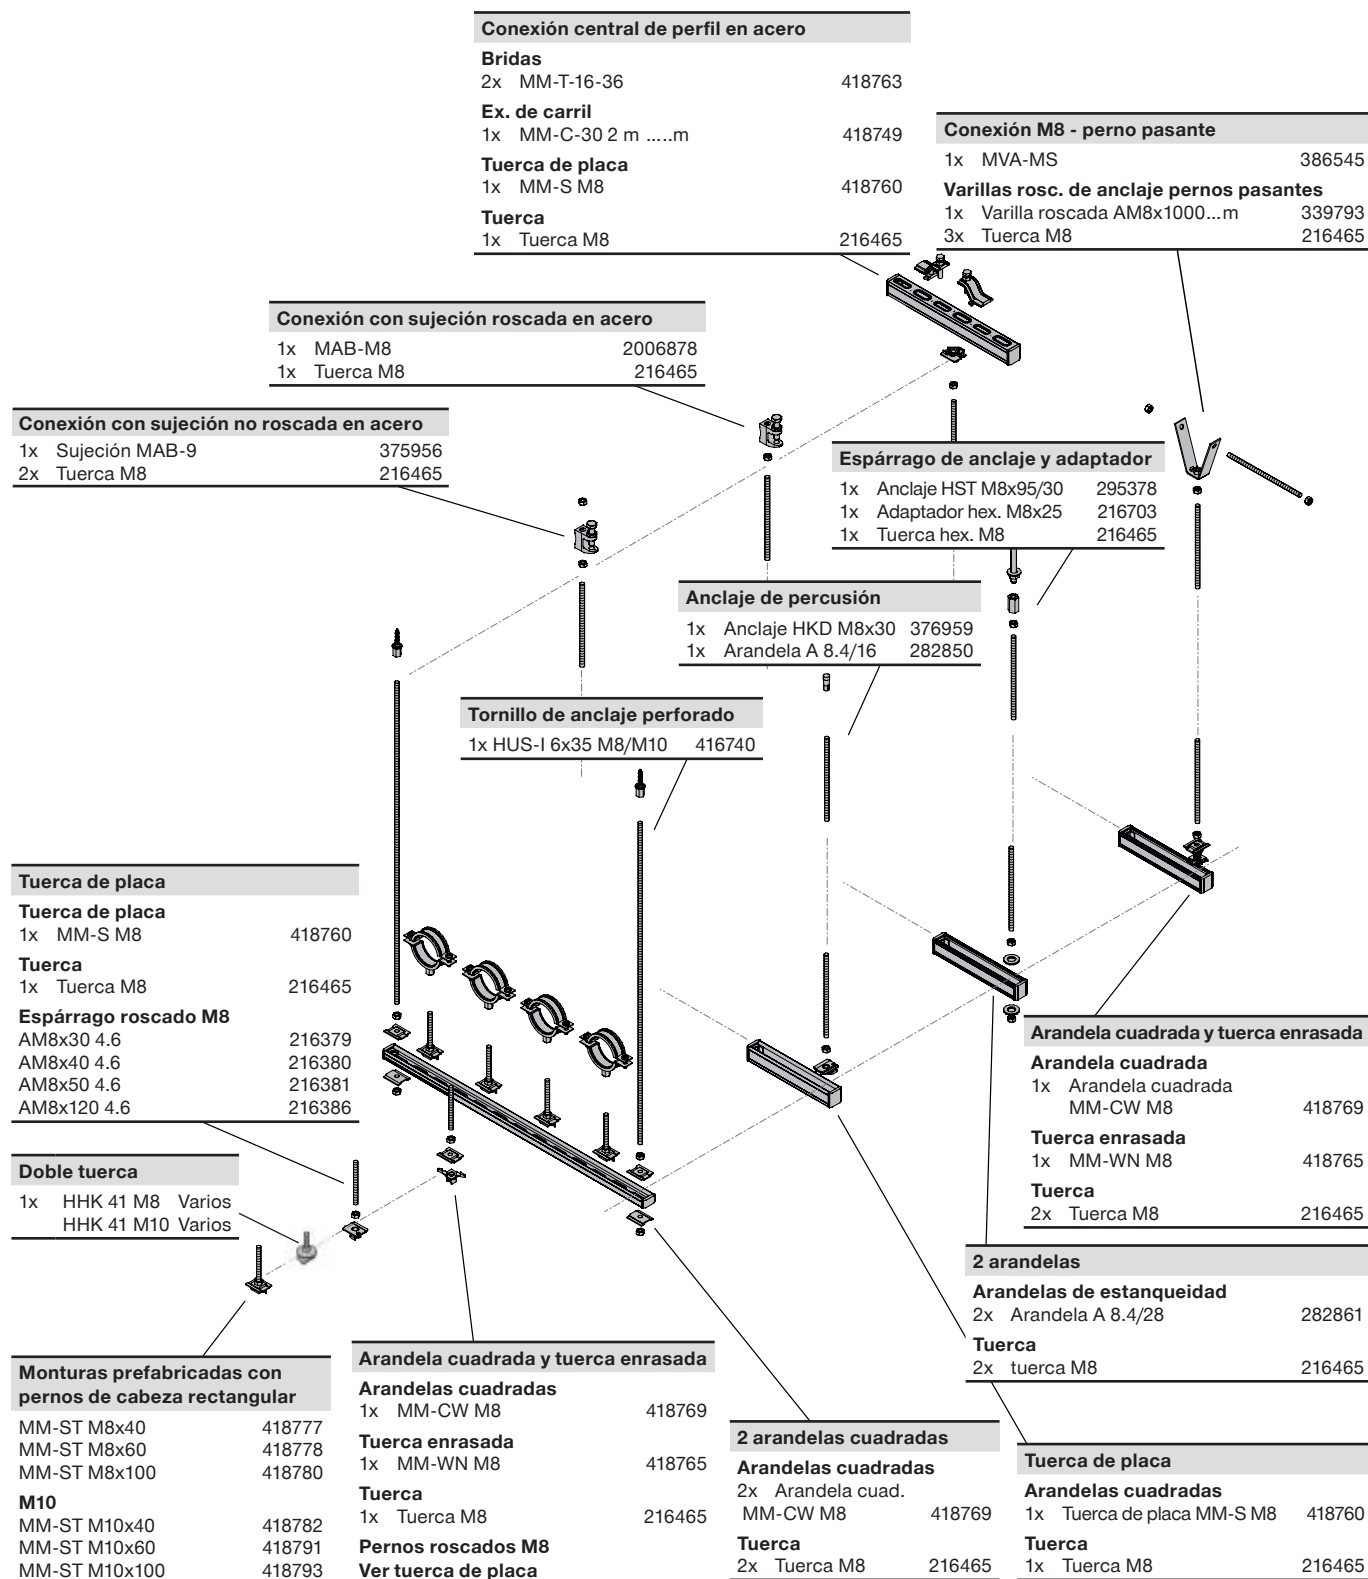 Conexión central de perfil en acero
Bridas
2x MM-T-16-36 418763
Ex. de carril
1x MM-C-30 2 m .....m 418749
Tuerca de placa
1x MM-S M8 418760
Tuerca
1x Tuerca M8 216465
Conexión M8 - perno pasante
1x MVA-MS 386545
Varillas rosc. de anclaje pernos pasantes
1x Varilla roscada AM8x1000...m 339793
3x Tuerca M8 216465
Conexión con sujeción roscada en acero
1x MAB-M8 2006878
1x Tuerca M8 216465
Conexión con sujeción no roscada en acero
1x Sujeción MAB-9 375956
2x Tuerca M8 216465
Espárrago de anclaje y adaptador
1x Anclaje HST M8x95/30 295378
1x Adaptador hex. M8x25 216703
1x Tuerca hex. M8 216465
Anclaje de percusión
1x Anclaje HKD M8x30 376959
1x Arandela A 8.4/16 282850
Tornillo de anclaje perforado
1x HUS-I 6x35 M8/M10 416740
Tuerca de placa
Tuerca de placa
1x MM-S M8 418760
Tuerca
1x Tuerca M8 216465
Espárrago roscado M8
AM8x30 4.6 216379
AM8x40 4.6 216380
AM8x50 4.6 216381
AM8x120 4.6 216386
Doble tuerca
1x HHK 41 M8 Varios
HHK 41 M10 Varios
Arandela cuadrada y tuerca enrasada
Arandela cuadrada
1x Arandela cuadrada
MM-CW M8 418769
Tuerca enrasada
1x MM-WN M8 418765
Tuerca
2x Tuerca M8 216465
2 arandelas
Arandelas de estanqueidad
2x Arandela A 8.4/28 282861
Tuerca
2x tuerca M8 216465
Monturas prefabricadas con
pernos de cabeza rectangular
MM-ST M8x40 418777
MM-ST M8x60 418778
MM-ST M8x100 418780
M10
MM-ST M10x40 418782
MM-ST M10x60 418791
MM-ST M10x100 418793
Arandela cuadrada y tuerca enrasada
Arandelas cuadradas
1x MM-CW M8 418769
Tuerca enrasada
1x MM-WN M8 418765
Tuerca
1x Tuerca M8 216465
Pernos roscados M8
Ver tuerca de placa
2 arandelas cuadradas
Arandelas cuadradas
2x Arandela cuad.
MM-CW M8 418769
Tuerca
2x Tuerca M8 216465
Tuerca de placa
Arandelas cuadradas
1x Tuerca de placa MM-S M8 418760
Tuerca
1x Tuerca M8 216465